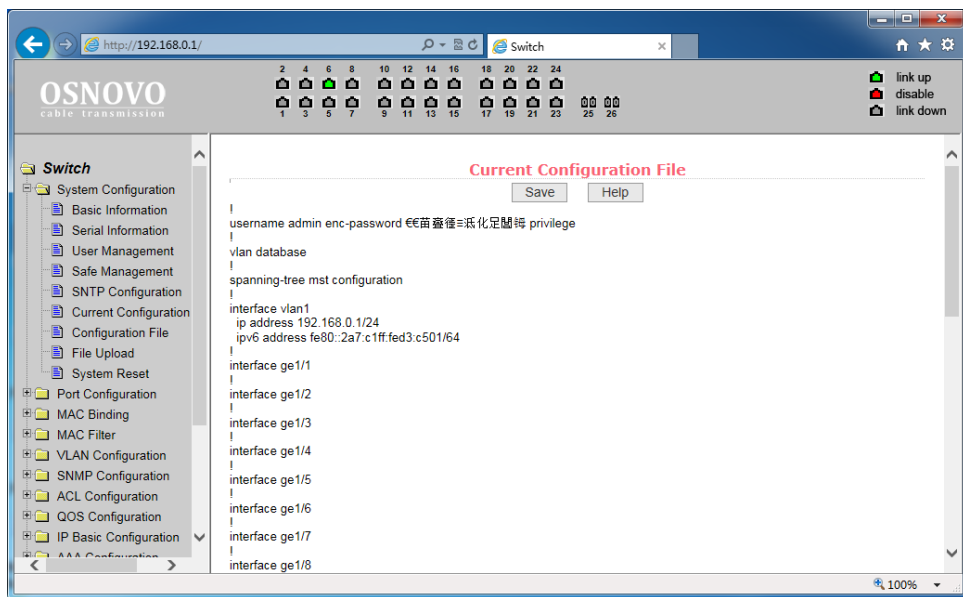 http://192.168.0.1/
Switch
OSNOVO
cable transmission
2 4 6 8 10 12 14 16 18 20 22 24
1 3 5 7 9 11 13 15 17 19 21 23 25 26
link up
disable
link down
Switch
System Configuration
Basic Information
Serial Information
User Management
Safe Management
SNTP Configuration
Current Configuration
Configuration File
File Upload
System Reset
Port Configuration
MAC Binding
MAC Filter
VLAN Configuration
SNMP Configuration
ACL Configuration
QOS Configuration
IP Basic Configuration
AAA Configuration
Current Configuration File
Save Help
!
username admin enc-password privilege
!
vlan database
!
spanning-tree mst configuration
!
interface vlan1
ip address 192.168.0.1/24
ipv6 address fe80::2a7:c1ff:fed3:c501/64
!
interface ge1/1
!
interface ge1/2
!
interface ge1/3
!
interface ge1/4
!
interface ge1/5
!
interface ge1/6
!
interface ge1/7
!
interface ge1/8
100%